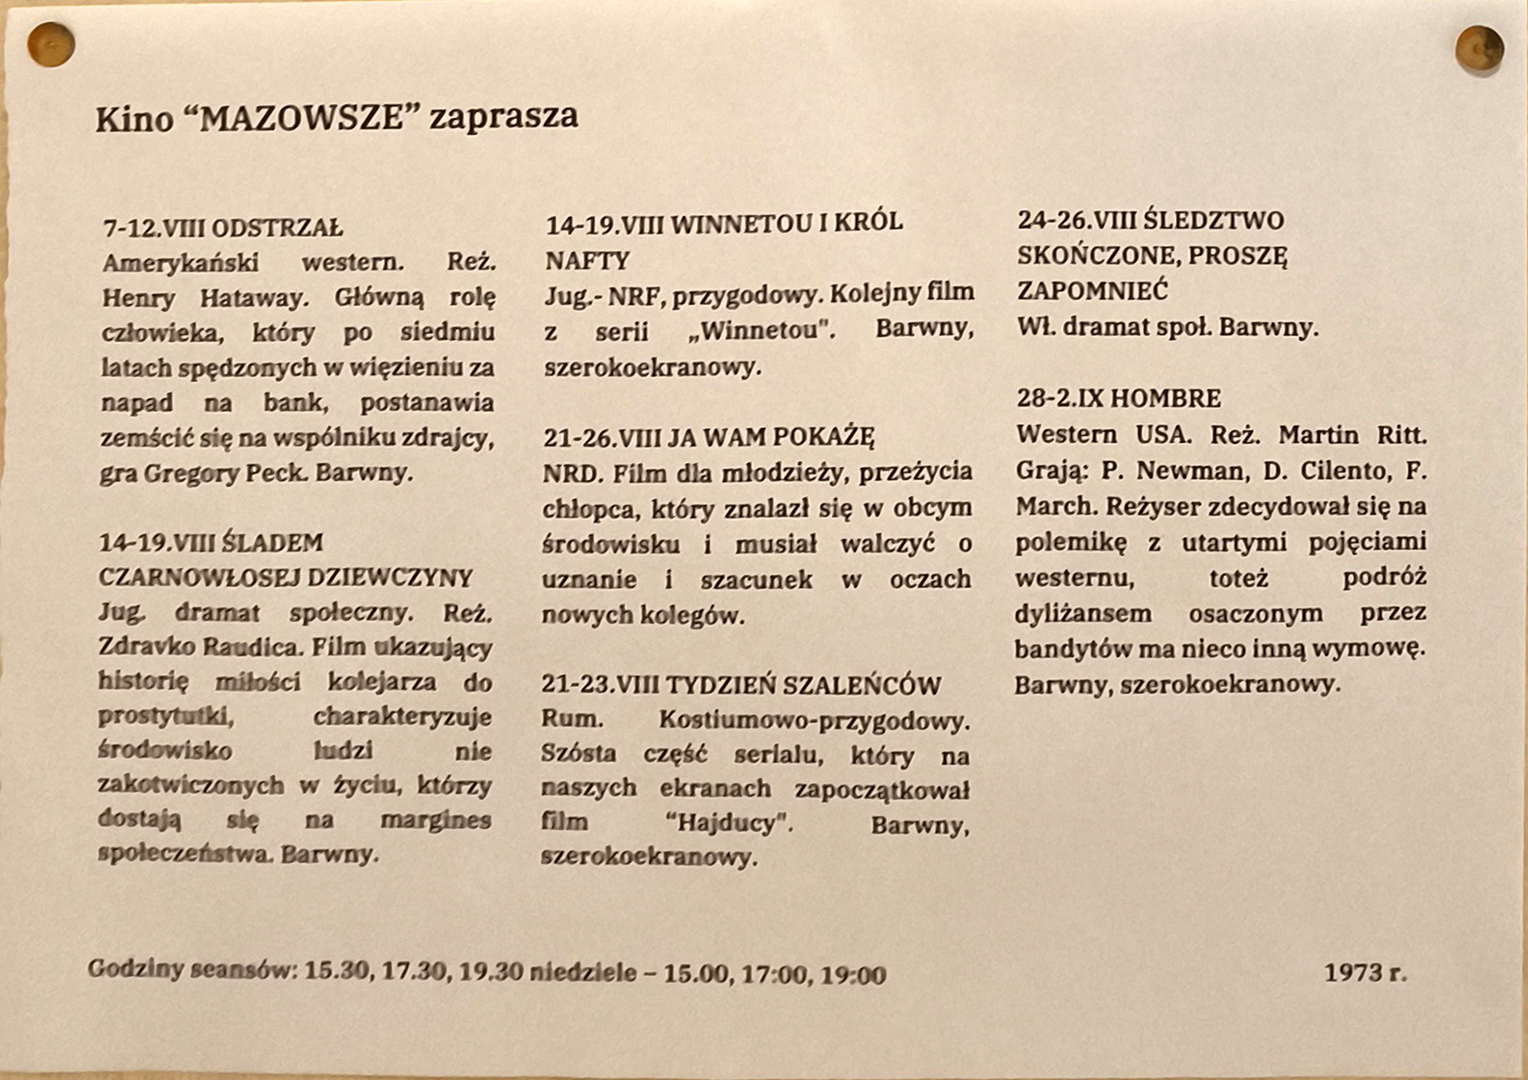 Kino “MAZOWSZE” zaprasza
7-12.VIII ODSTRZAŁ
Amerykański western. Reż.
Henry Hataway. Główną rolę
człowieka, który po siedmiu
latach spędzonych w więzieniu za
napad na bank, postanawia
zemścić się na wspólniku zdrajcy,
gra Gregory Peck. Barwny.
14-19.VIII ŚLADEM
CZARNOWŁOSEJ DZIEWCZYNY
Jug. dramat społeczny. Reż.
Zdravko Raudica. Film ukazujący
historię miłości kolejarza do
prostytutki, charakteryzuje
środowisko ludzi nie
zakotwiczonych w życiu, którzy
dostają się na margines
społeczeństwa. Barwny.
14-19.VIII WINNETOU I KRÓL
NAFTY
Jug.- NRF, przygodowy. Kolejny film
z serii „Winnetou". Barwny,
szerokoekranowy.
21-26.VIII JA WAM POKAŻĘ
NRD. Film dla młodzieży, przeżycia
chłopca, który znalazł się w obcym
środowisku i musiał walczyć o
uznanie i szacunek w oczach
nowych kolegów.
21-23.VIII TYDZIEŃ SZALEŃCÓW
Rum. Kostiumowo-przygodowy.
Szósta część serialu, który na
naszych ekranach zapoczątkował
film “Hajducy". Barwny,
szerokoekranowy.
24-26.VIII ŚLEDZTWO
SKOŃCZONE, PROSZĘ
ZAPOMNIEĆ
Wł. dramat społ. Barwny.
28-2.IX HOMBRE
Western USA. Reż. Martin Ritt.
Grają: P. Newman, D. Cilento, F.
March. Reżyser zdecydował się na
polemikę z utartymi pojęciami
westernu, toteż podróż
dyliżansem osaczonym przez
bandytów ma nieco inną wymowę.
Barwny, szerokoekranowy.
Godziny seansów: 15.30, 17.30, 19.30 niedziele – 15.00, 17:00, 19:00
1973 r.